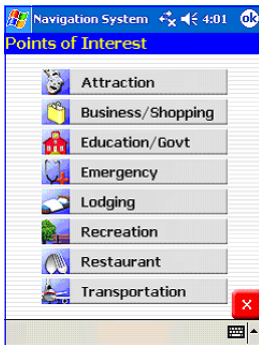 Navigation System 4:01 ok
Points of Interest
Attraction
Business/Shopping
Education/Govt
Emergency
Lodging
Recreation
Restaurant
Transportation